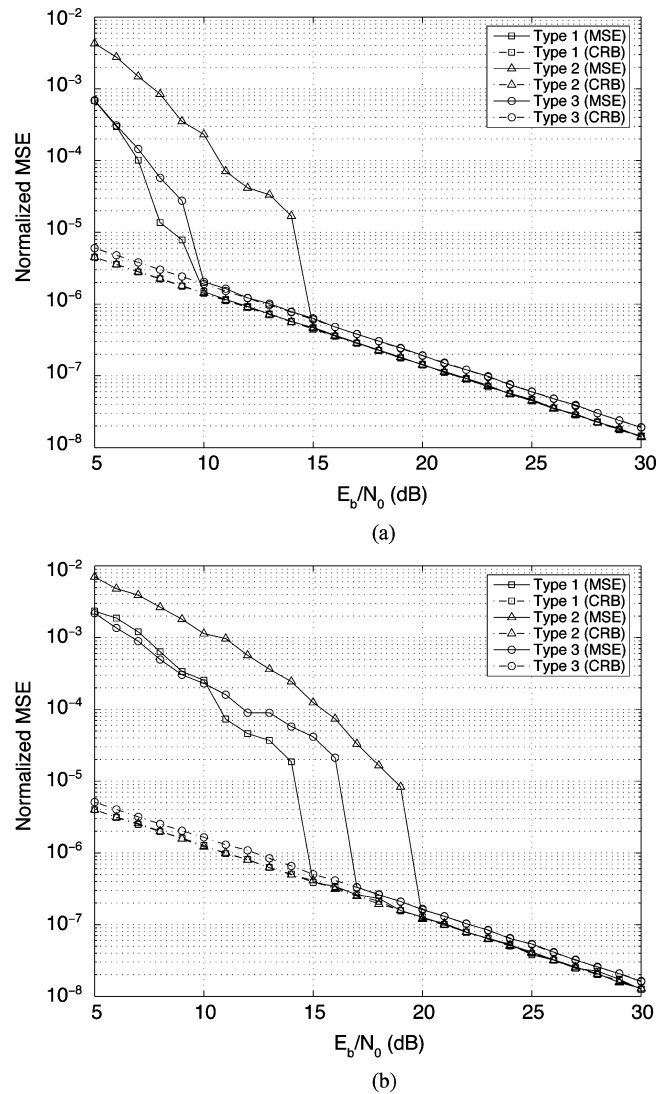 10⁻²
10⁻³
10⁻⁴
10⁻⁵
10⁻⁶
10⁻⁷
10⁻⁸
Normalized MSE
Type 1 (MSE)
Type 1 (CRB)
Type 2 (MSE)
Type 2 (CRB)
Type 3 (MSE)
Type 3 (CRB)
5 10 15 20 25 30
E_b/N_0 (dB)
(a)
10⁻²
10⁻³
10⁻⁴
10⁻⁵
10⁻⁶
10⁻⁷
10⁻⁸
Normalized MSE
Type 1 (MSE)
Type 1 (CRB)
Type 2 (MSE)
Type 2 (CRB)
Type 3 (MSE)
Type 3 (CRB)
5 10 15 20 25 30
E_b/N_0 (dB)
(b)